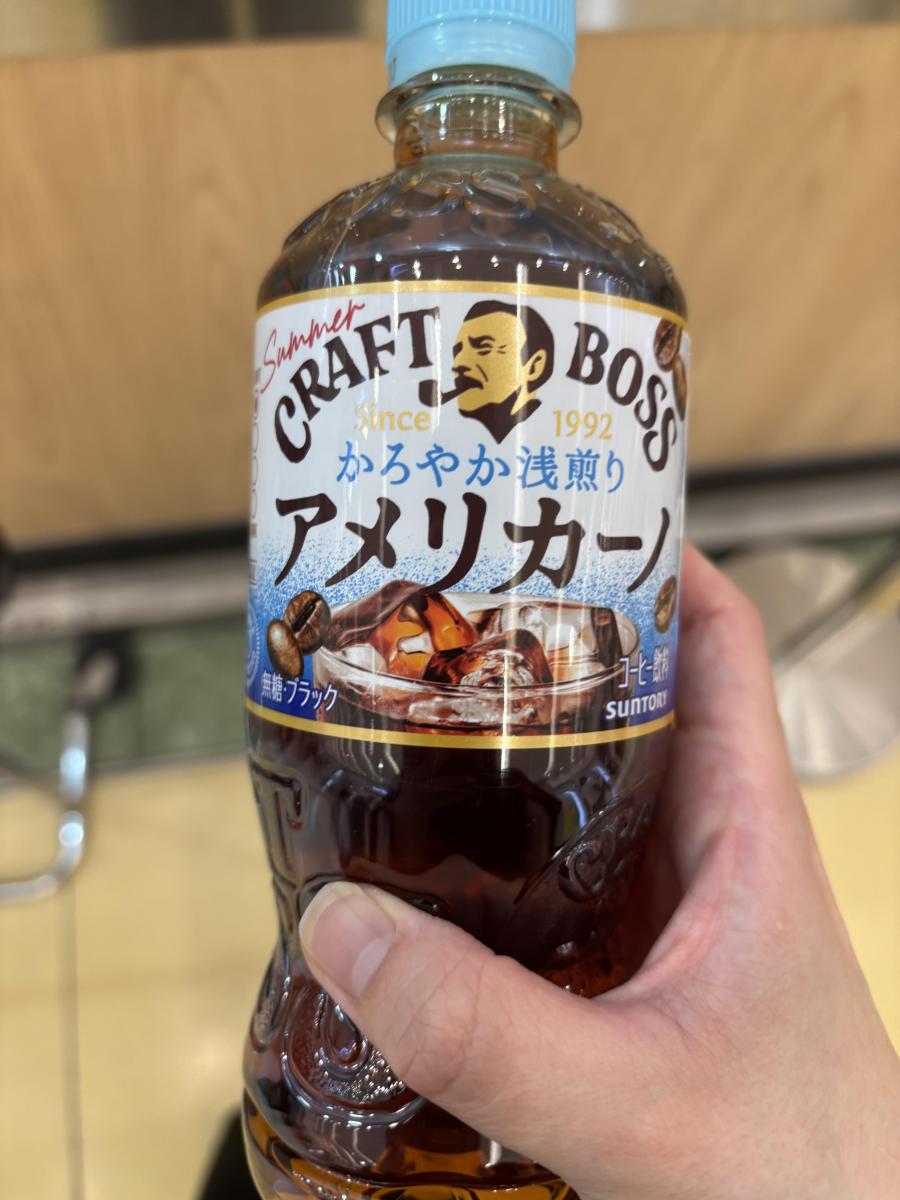 Summer
CRAFT BOSS
Since 1992
かろやか浅煎り
アメリカーノ
無糖・ブラック
コーヒー飲料
SUNTORY